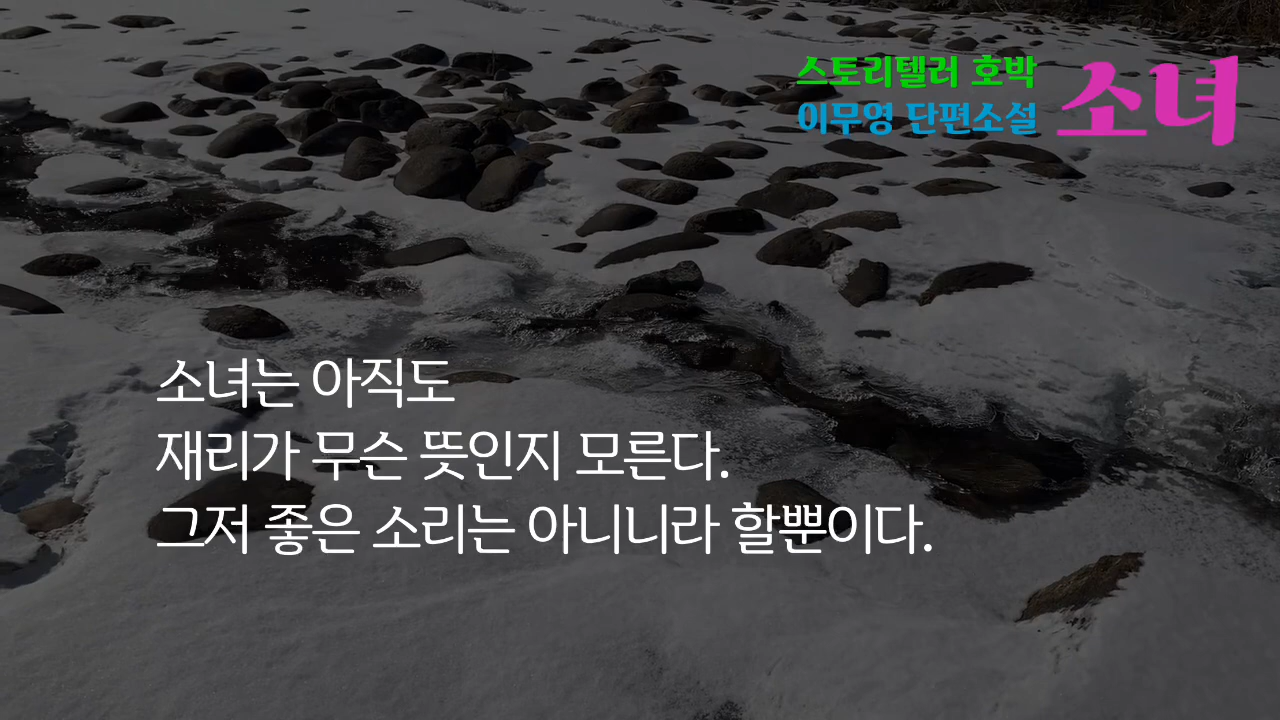 스토리텔러 호박
이무영 단편소설
소녀
소녀는 아직도
재리가 무슨 뜻인지 모른다.
그저 좋은 소리는 아니니라 할뿐이다.